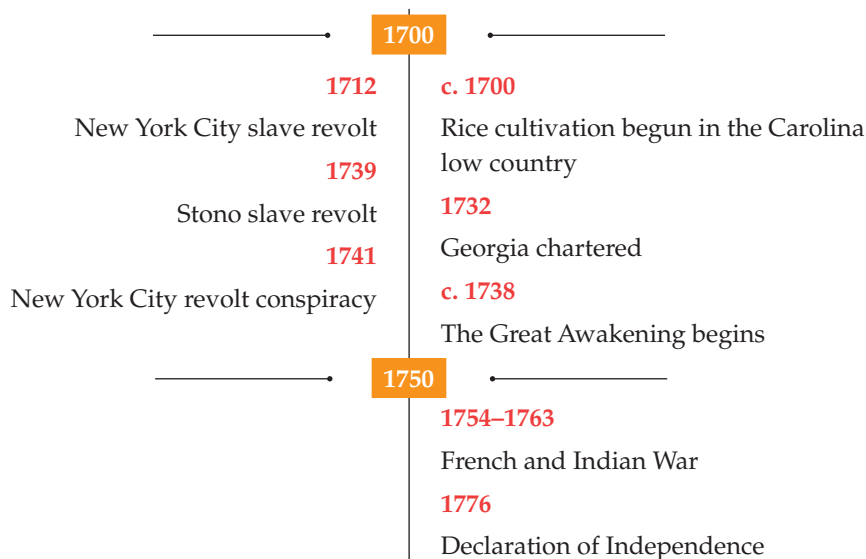 1700
1712
New York City slave revolt
1739
Stono slave revolt
1741
New York City revolt conspiracy
c. 1700
Rice cultivation begun in the Carolina
low country
1732
Georgia chartered
c. 1738
The Great Awakening begins
1750
1754–1763
French and Indian War
1776
Declaration of Independence